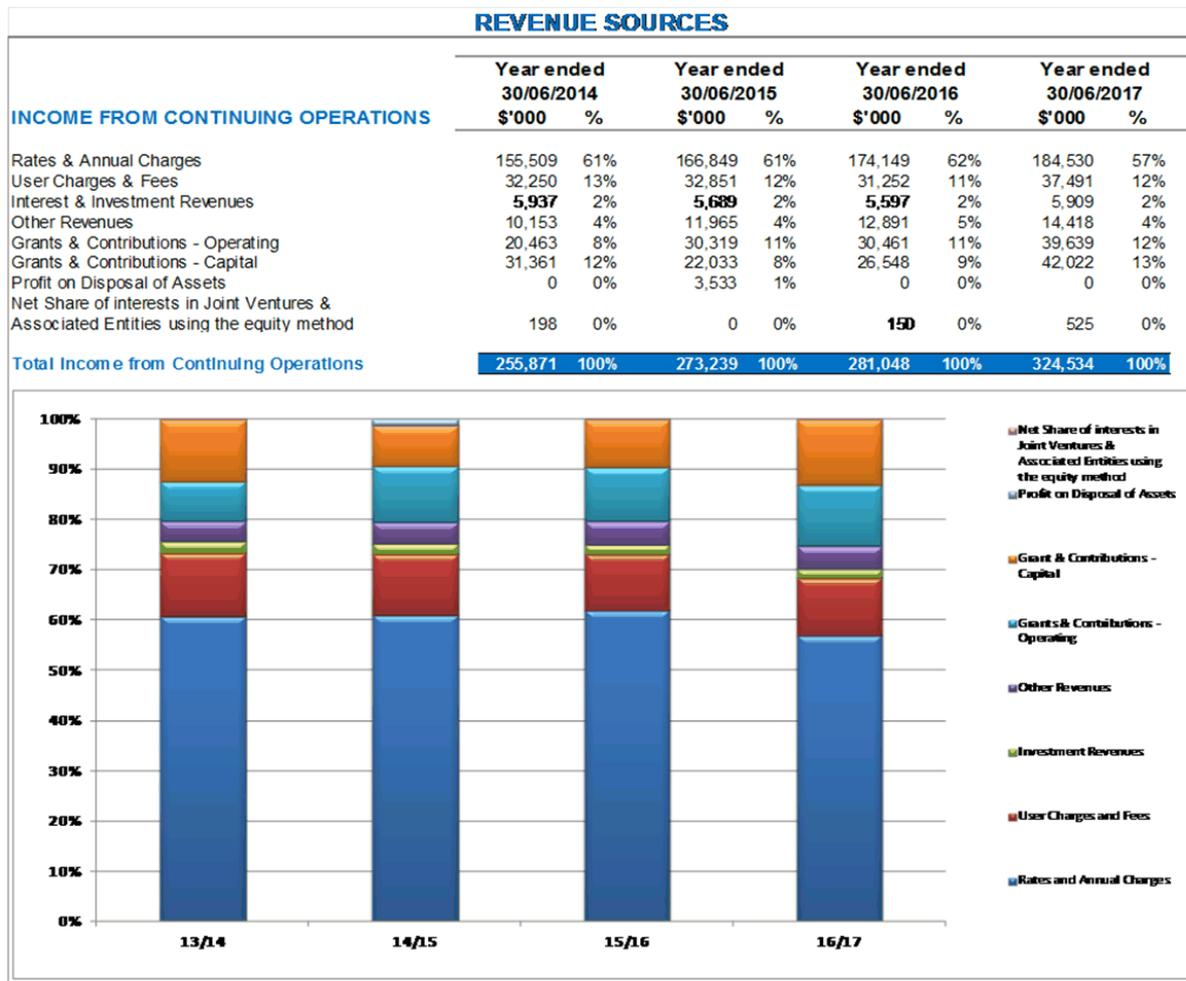 REVENUE SOURCES
Year ended Year ended Year ended Year ended
30/06/2014 30/06/2015 30/06/2016 30/06/2017
INCOME FROM CONTINUING OPERATIONS $'000 % $'000 % $'000 % $'000 %
Rates & Annual Charges 155,509 61% 166,849 61% 174,149 62% 184,530 57%
User Charges & Fees 32,250 13% 32,851 12% 31,252 11% 37,491 12%
Interest & Investment Revenues 5,937 2% 5,689 2% 5,597 2% 5,909 2%
Other Revenues 10,153 4% 11,965 4% 12,891 5% 14,418 4%
Grants & Contributions - Operating 20,463 8% 30,319 11% 30,461 11% 39,639 12%
Grants & Contributions - Capital 31,361 12% 22,033 8% 26,548 9% 42,022 13%
Profit on Disposal of Assets 0 0% 3,533 1% 0 0% 0 0%
Net Share of interests in Joint Ventures &
Associated Entities using the equity method 198 0% 0 0% 150 0% 525 0%
Total Income from Continuing Operations 255,871 100% 273,239 100% 281,048 100% 324,534 100%
100%
90%
80%
70%
60%
50%
40%
30%
20%
10%
0%
13/14 14/15 15/16 16/17
Net Share of interests in
Joint Ventures &
Associated Entities using
the equity method
Profit on Disposal of Assets
Grant & Contributions -
Capital
Grants & Contributions -
Operating
Other Revenues
Investment Revenues
User Charges and Fees
Rates and Annual Charges